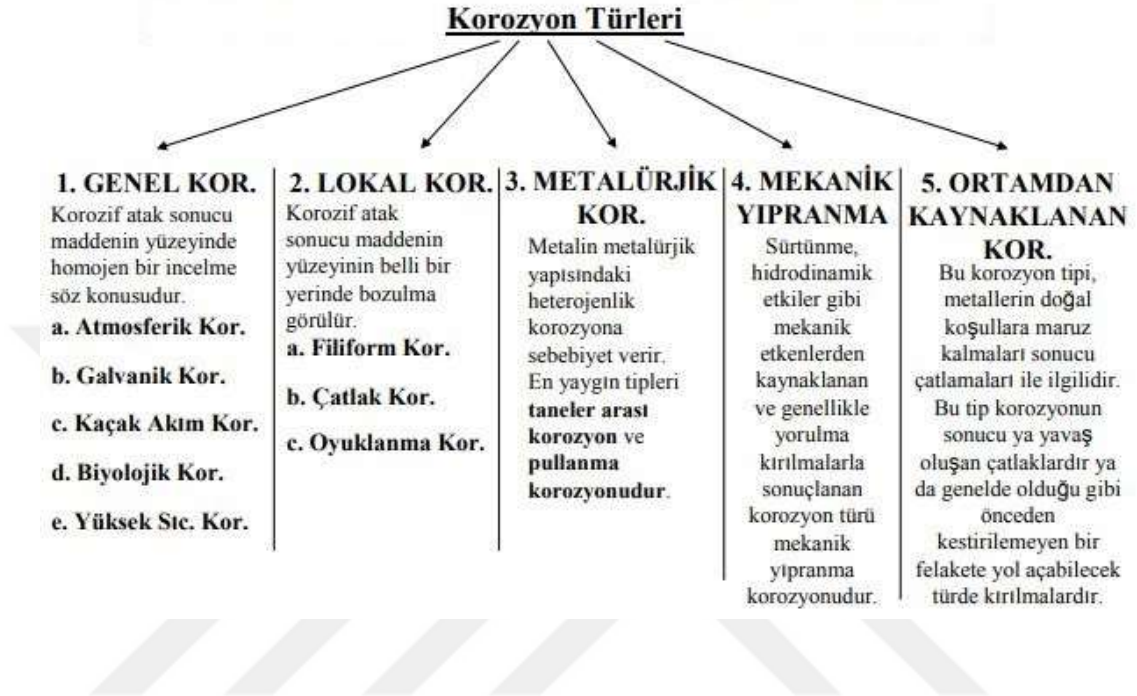 Korozyon Türleri
1. GENEL KOR.
Korozif atak sonucu
maddenin yüzeyinde
homojen bir incelme
söz konusudur.
a. Atmosferik Kor.
b. Galvanik Kor.
c. Kaçak Akım Kor.
d. Biyolojik Kor.
e. Yüksek Sıc. Kor.
2. LOKAL KOR.
Korozif atak
sonucu maddenin
yüzeyinin belli bir
yerinde bozulma
görülür.
a. Filiform Kor.
b. Çatlak Kor.
c. Oyuklanma Kor.
3. METALÜRJİK
KOR.
Metalin metalürjik
yapısındaki
heterojenlik
korozyona
sebebiyet verir.
En yaygın tipleri
taneler arası
korozyon ve
pullanma
korozyonudur.
4. MEKANİK
YIPRANMA
Sürtünme,
hidrodinamik
etkiler gibi
mekanik
etkenlerden
kaynaklanan
ve genellikle
yorulma
kırılmalarla
sonuçlanan
korozyon türü
mekanik
yıpranma
korozyonudur.
5. ORTAMDAN
KAYNAKLANAN
KOR.
Bu korozyon tipi,
metallerin doğal
koşullara maruz
kalmaları sonucu
çatlamaları ile ilgilidir.
Bu tip korozyonun
sonucu ya yavaş
oluşan çatlaklardır ya
da genelde olduğu gibi
önceden
kestirilemeyen bir
felakete yol açabilecek
türde kırılmalardır.